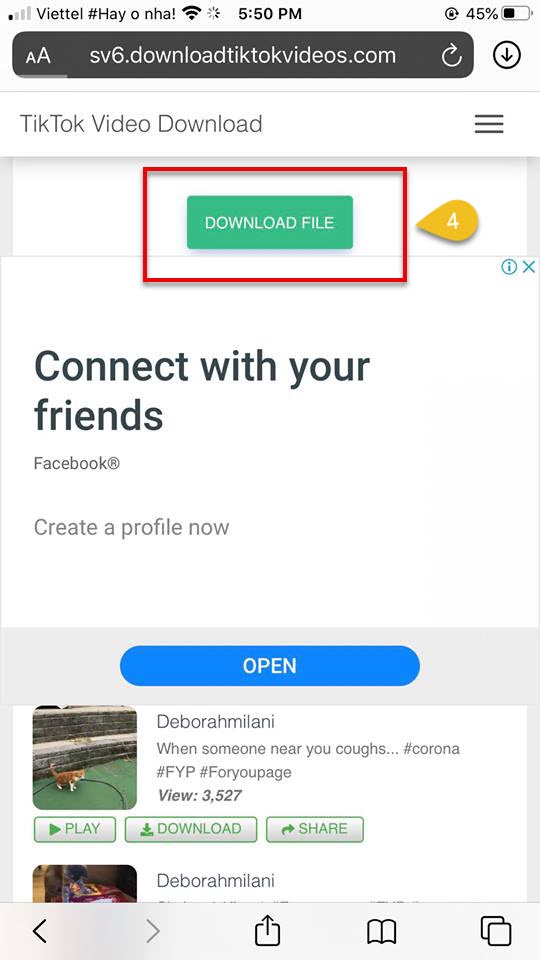 Viettel #Hay o nha! 5:50 PM 45%
AA sv6.downloadtiktokvideos.com
TikTok Video Download
DOWNLOAD FILE
4
Connect with your
friends
Facebook®
Create a profile now
OPEN
Deborahmilani
When someone near you coughs... #corona
#FYP #Foryoupage
View: 3,527
PLAY DOWNLOAD SHARE
Deborahmilani